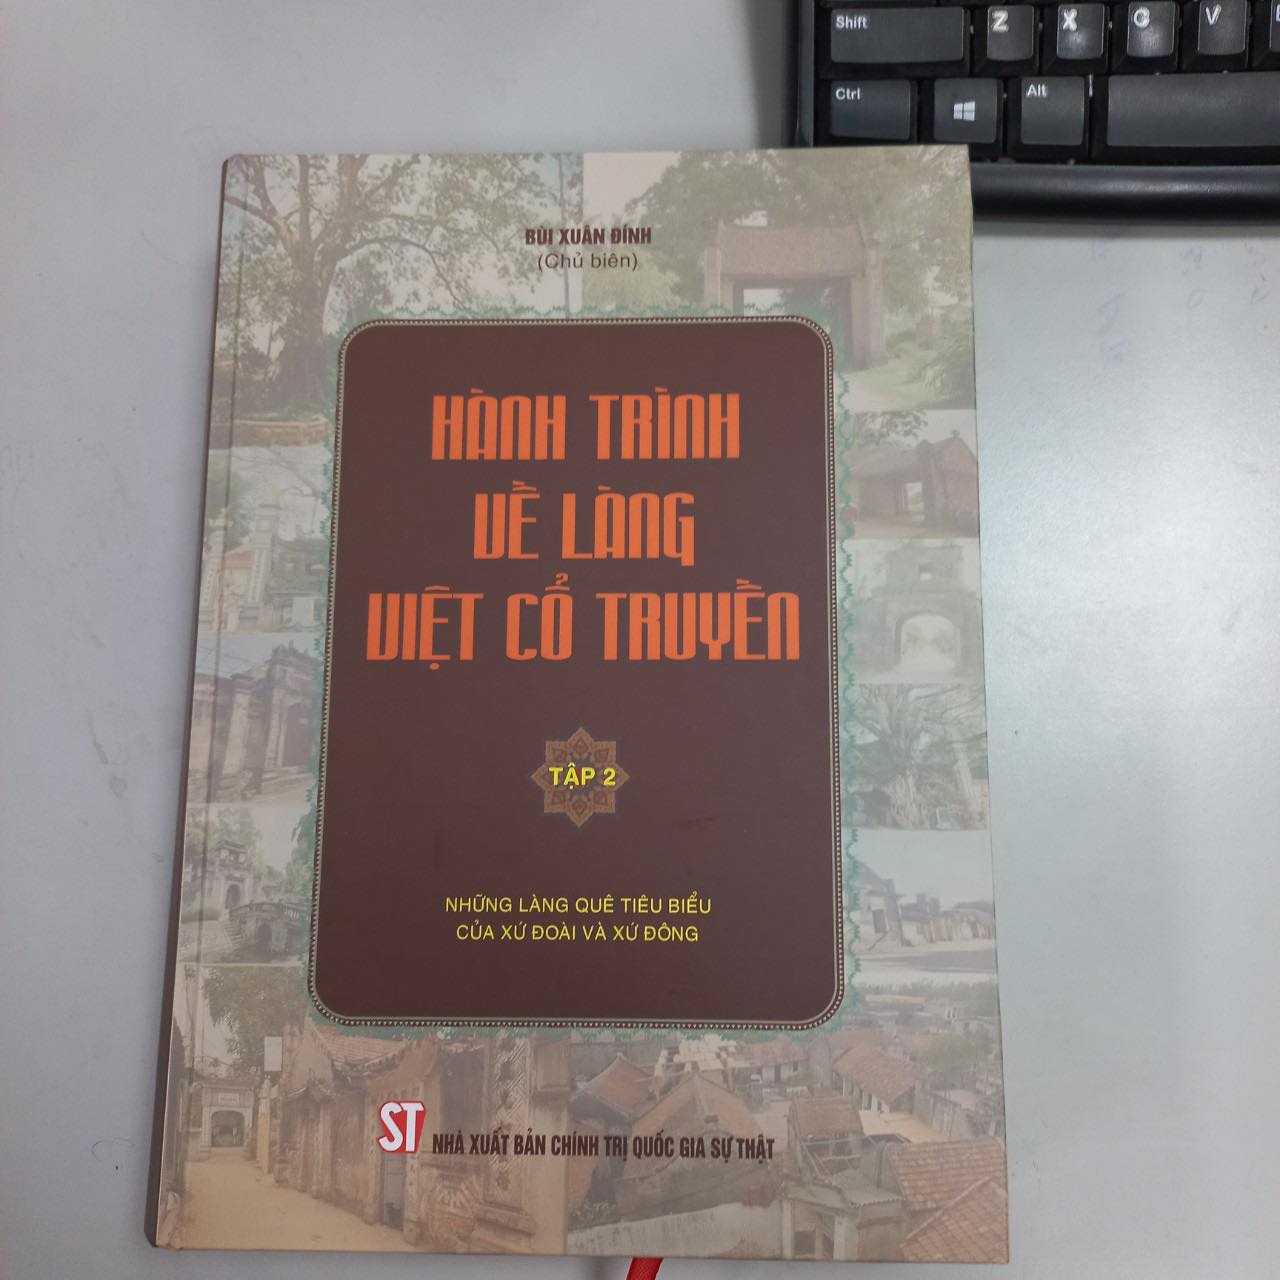 Shift
Z
X
C
V
Ctrl
Alt
BÙI XUÂN ĐÍNH
(Chủ biên)
HÀNH TRÌNH
VỀ LÀNG
VIỆT CỔ TRUYỀN
TẬP 2
NHỮNG LÀNG QUÊ TIÊU BIỂU
CỦA XỨ ĐOÀI VÀ XỨ ĐÔNG
ST NHÀ XUẤT BẢN CHÍNH TRỊ QUỐC GIA SỰ THẬT